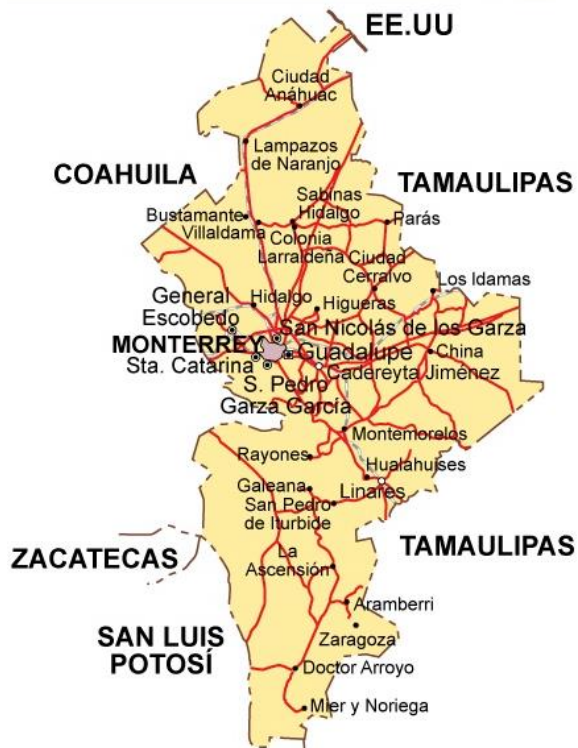 EE.UU
Ciudad
Anáhuac
Lampazos
de Naranjo
COAHUILA
TAMAULIPAS
Sabinas
Hidalgo
Bustamante
Parás
Villaldama
Colonia
Larraldeña
Ciudad
Cerralvo
Los Idamas
General
Escobedo
Hidalgo
Higueras
San Nicolás de los Garza
MONTERREY
Guadalupe
China
Sta. Catarina
Cadereyta Jiménez
S. Pedro
Garza García
Montemorelos
Rayones
Hualahuises
Galeana
Linares
San Pedro
de Iturbide
ZACATECAS
TAMAULIPAS
La
Ascensión
Aramberri
Zaragoza
SAN LUIS
POTOSÍ
Doctor Arroyo
Mier y Noriega